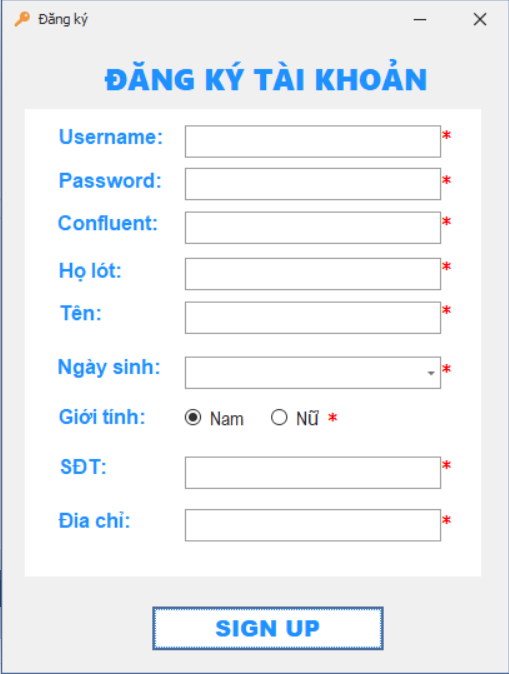 Đăng ký
ĐĂNG KÝ TÀI KHOẢN
Username: *
Password: *
Confluent: *
Họ lót: *
Tên: *
Ngày sinh: *
Giới tính: Nam Nữ *
SĐT: *
Đia chỉ: *
SIGN UP